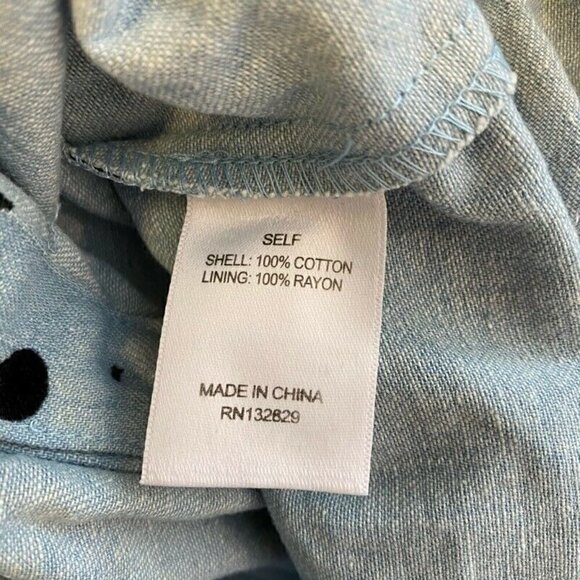 SELF
SHELL: 100% COTTON
LINING: 100% RAYON
MADE IN CHINA
RN132829